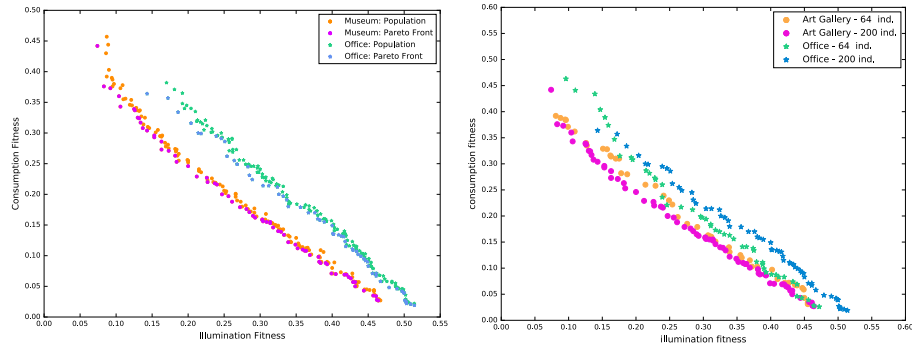 Museum: Population
Museum: Pareto Front
Office: Population
Office: Pareto Front
Consumption Fitness
0.50
0.45
0.40
0.35
0.30
0.25
0.20
0.15
0.10
0.05
0.00
0.00 0.05 0.10 0.15 0.20 0.25 0.30 0.35 0.40 0.45 0.50 0.55
Illumination Fitness
Art Gallery - 64 ind.
Art Gallery - 200 ind.
Office - 64 ind.
Office - 200 ind.
consumption fitness
0.60
0.55
0.50
0.45
0.40
0.35
0.30
0.25
0.20
0.15
0.10
0.05
0.00
0.00 0.05 0.10 0.15 0.20 0.25 0.30 0.35 0.40 0.45 0.50 0.55 0.60
illumination fitness